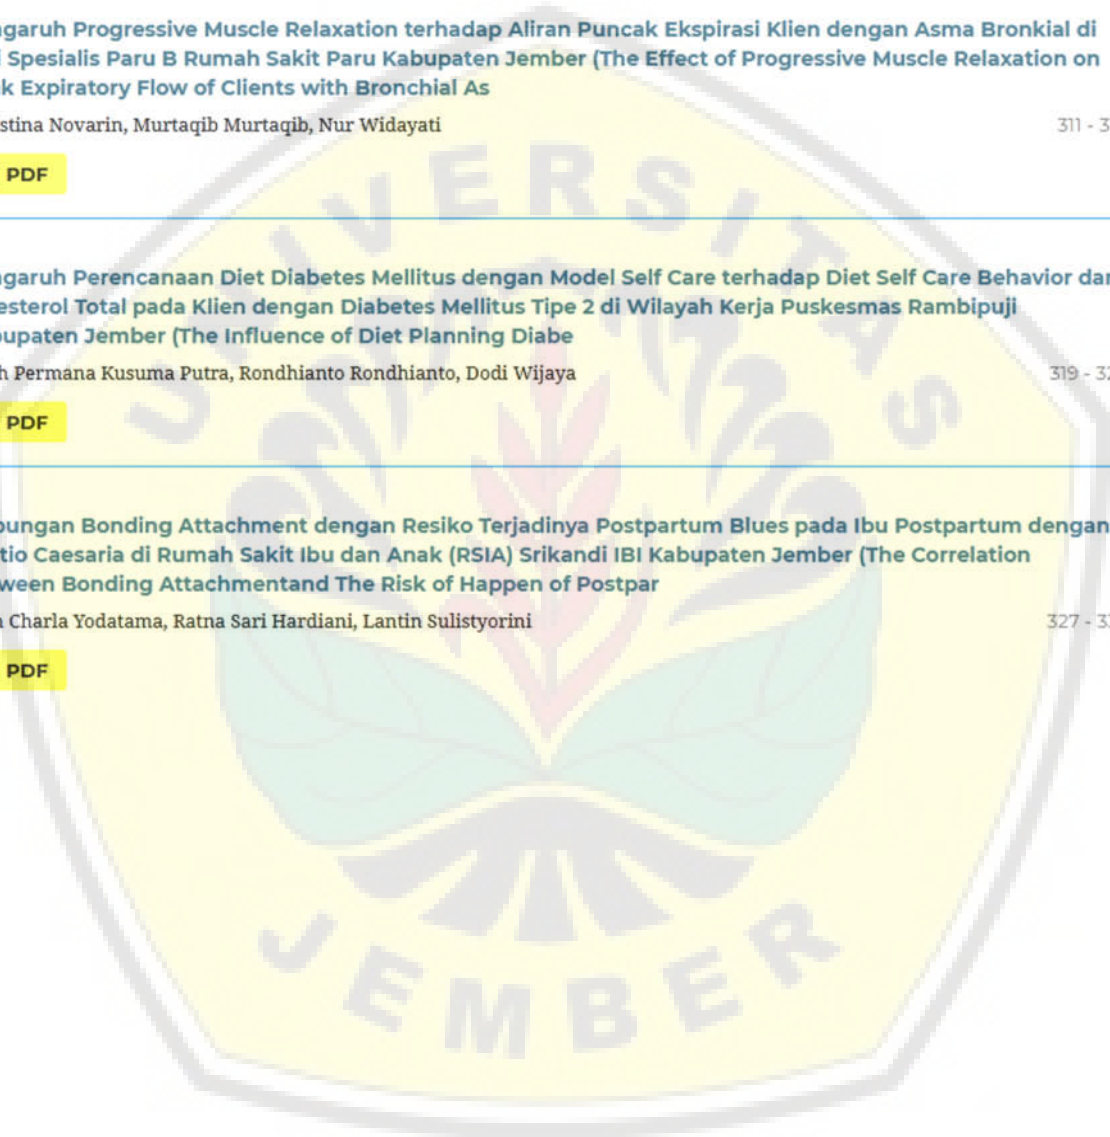 ngaruh Progressive Muscle Relaxation terhadap Aliran Puncak Ekspirasi Klien dengan Asma Bronkial di
i Spesialis Paru B Rumah Sakit Paru Kabupaten Jember (The Effect of Progressive Muscle Relaxation on
k Expiratory Flow of Clients with Bronchial As
stina Novarin, Murtaqib Murtaqib, Nur Widayati 311 - 3
PDF
ngaruh Perencanaan Diet Diabetes Mellitus dengan Model Self Care terhadap Diet Self Care Behavior dan
esterol Total pada Klien dengan Diabetes Mellitus Tipe 2 di Wilayah Kerja Puskesmas Rambipuji
bupaten Jember (The Influence of Diet Planning Diabe
h Permana Kusuma Putra, Rondhianto Rondhianto, Dodi Wijaya 319 - 32
PDF
bungan Bonding Attachment dengan Resiko Terjadinya Postpartum Blues pada Ibu Postpartum dengan
tio Caesaria di Rumah Sakit Ibu dan Anak (RSIA) Srikandi IBI Kabupaten Jember (The Correlation
ween Bonding Attachmentand The Risk of Happen of Postpar
n Charla Yodatama, Ratna Sari Hardiani, Lantin Sulistyorini 327 - 33
PDF
UNIVERSITAS
JEMBER